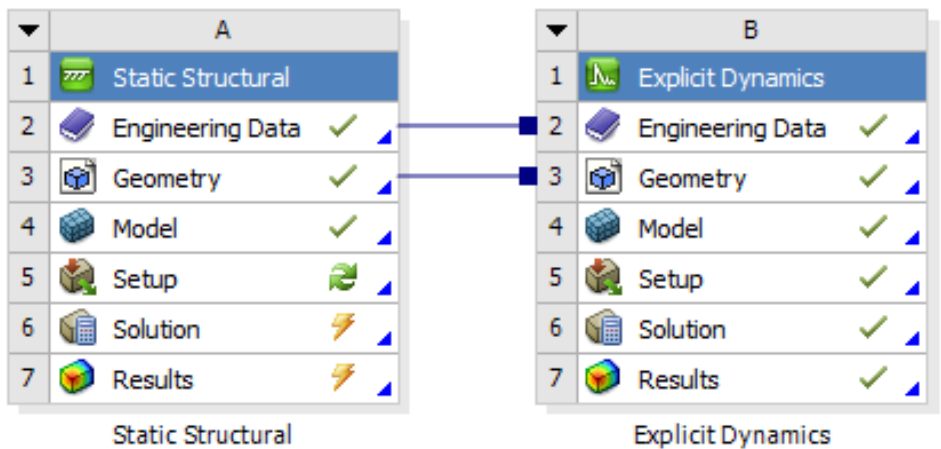 A
1 Static Structural
2 Engineering Data
3 Geometry
4 Model
5 Setup
6 Solution
7 Results
Static Structural
B
1 Explicit Dynamics
2 Engineering Data
3 Geometry
4 Model
5 Setup
6 Solution
7 Results
Explicit Dynamics